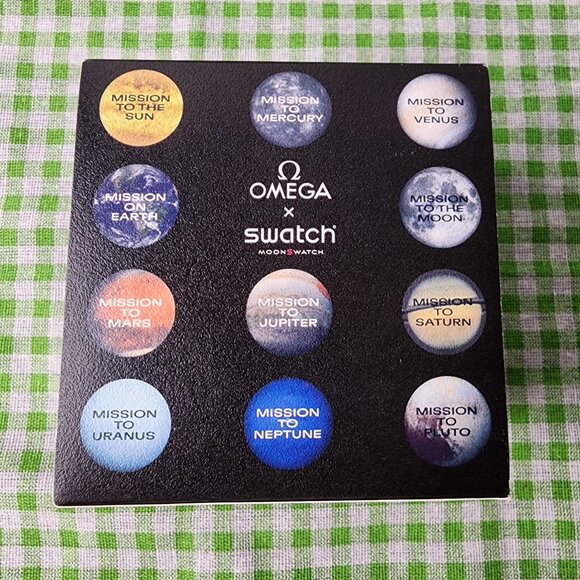 MISSION
TO THE
SUN
MISSION
TO
MERCURY
MISSION
TO
VENUS
MISSION
ON
EARTH
Ω
OMEGA
×
swatch
MOONSWATCH
MISSION
TO THE
MOON
MISSION
TO
MARS
MISSION
TO
JUPITER
MISSION
TO
SATURN
MISSION
TO
URANUS
MISSION
TO
NEPTUNE
MISSION
TO
PLUTO